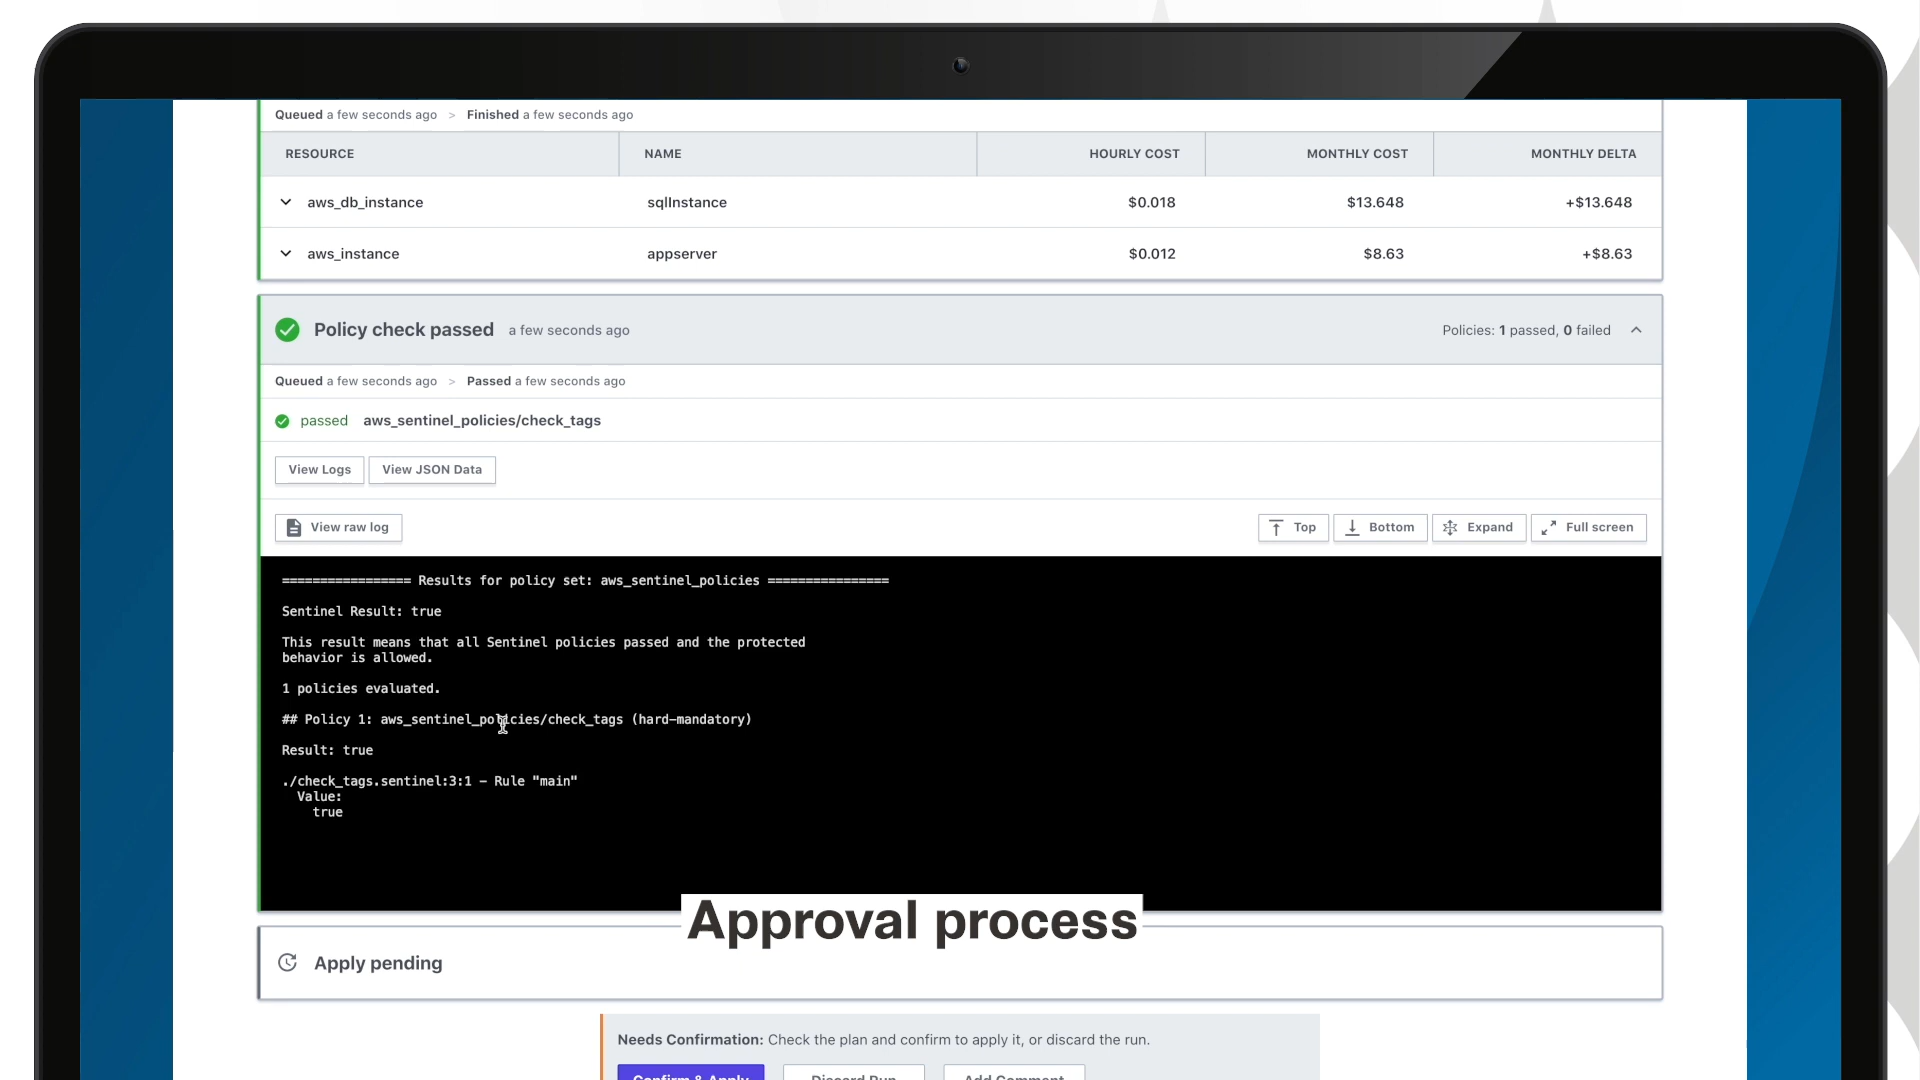 Queued a few seconds ago > Finished a few seconds ago
RESOURCE NAME HOURLY COST MONTHLY COST MONTHLY DELTA
aws_db_instance sqlInstance $0.018 $13.648 +$13.648
aws_instance appserver $0.012 $8.63 +$8.63
Policy check passed a few seconds ago Policies: 1 passed, 0 failed
Queued a few seconds ago > Passed a few seconds ago
passed aws_sentinel_policies/check_tags
View Logs View JSON Data
View raw log Top Bottom Expand Full screen
================= Results for policy set: aws_sentinel_policies ================
Sentinel Result: true
This result means that all Sentinel policies passed and the protected
behavior is allowed.
1 policies evaluated.
## Policy 1: aws_sentinel_policies/check_tags (hard-mandatory)
Result: true
./check_tags.sentinel:3:1 - Rule "main"
Value:
true
Approval process
Apply pending
Needs Confirmation: Check the plan and confirm to apply it, or discard the run.
Confirm & Apply Discard Run Add Comment